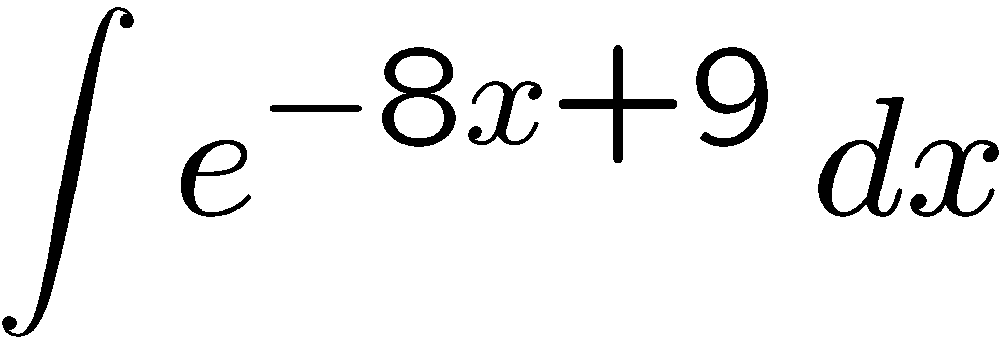 ∫ e^{-8x+9} dx